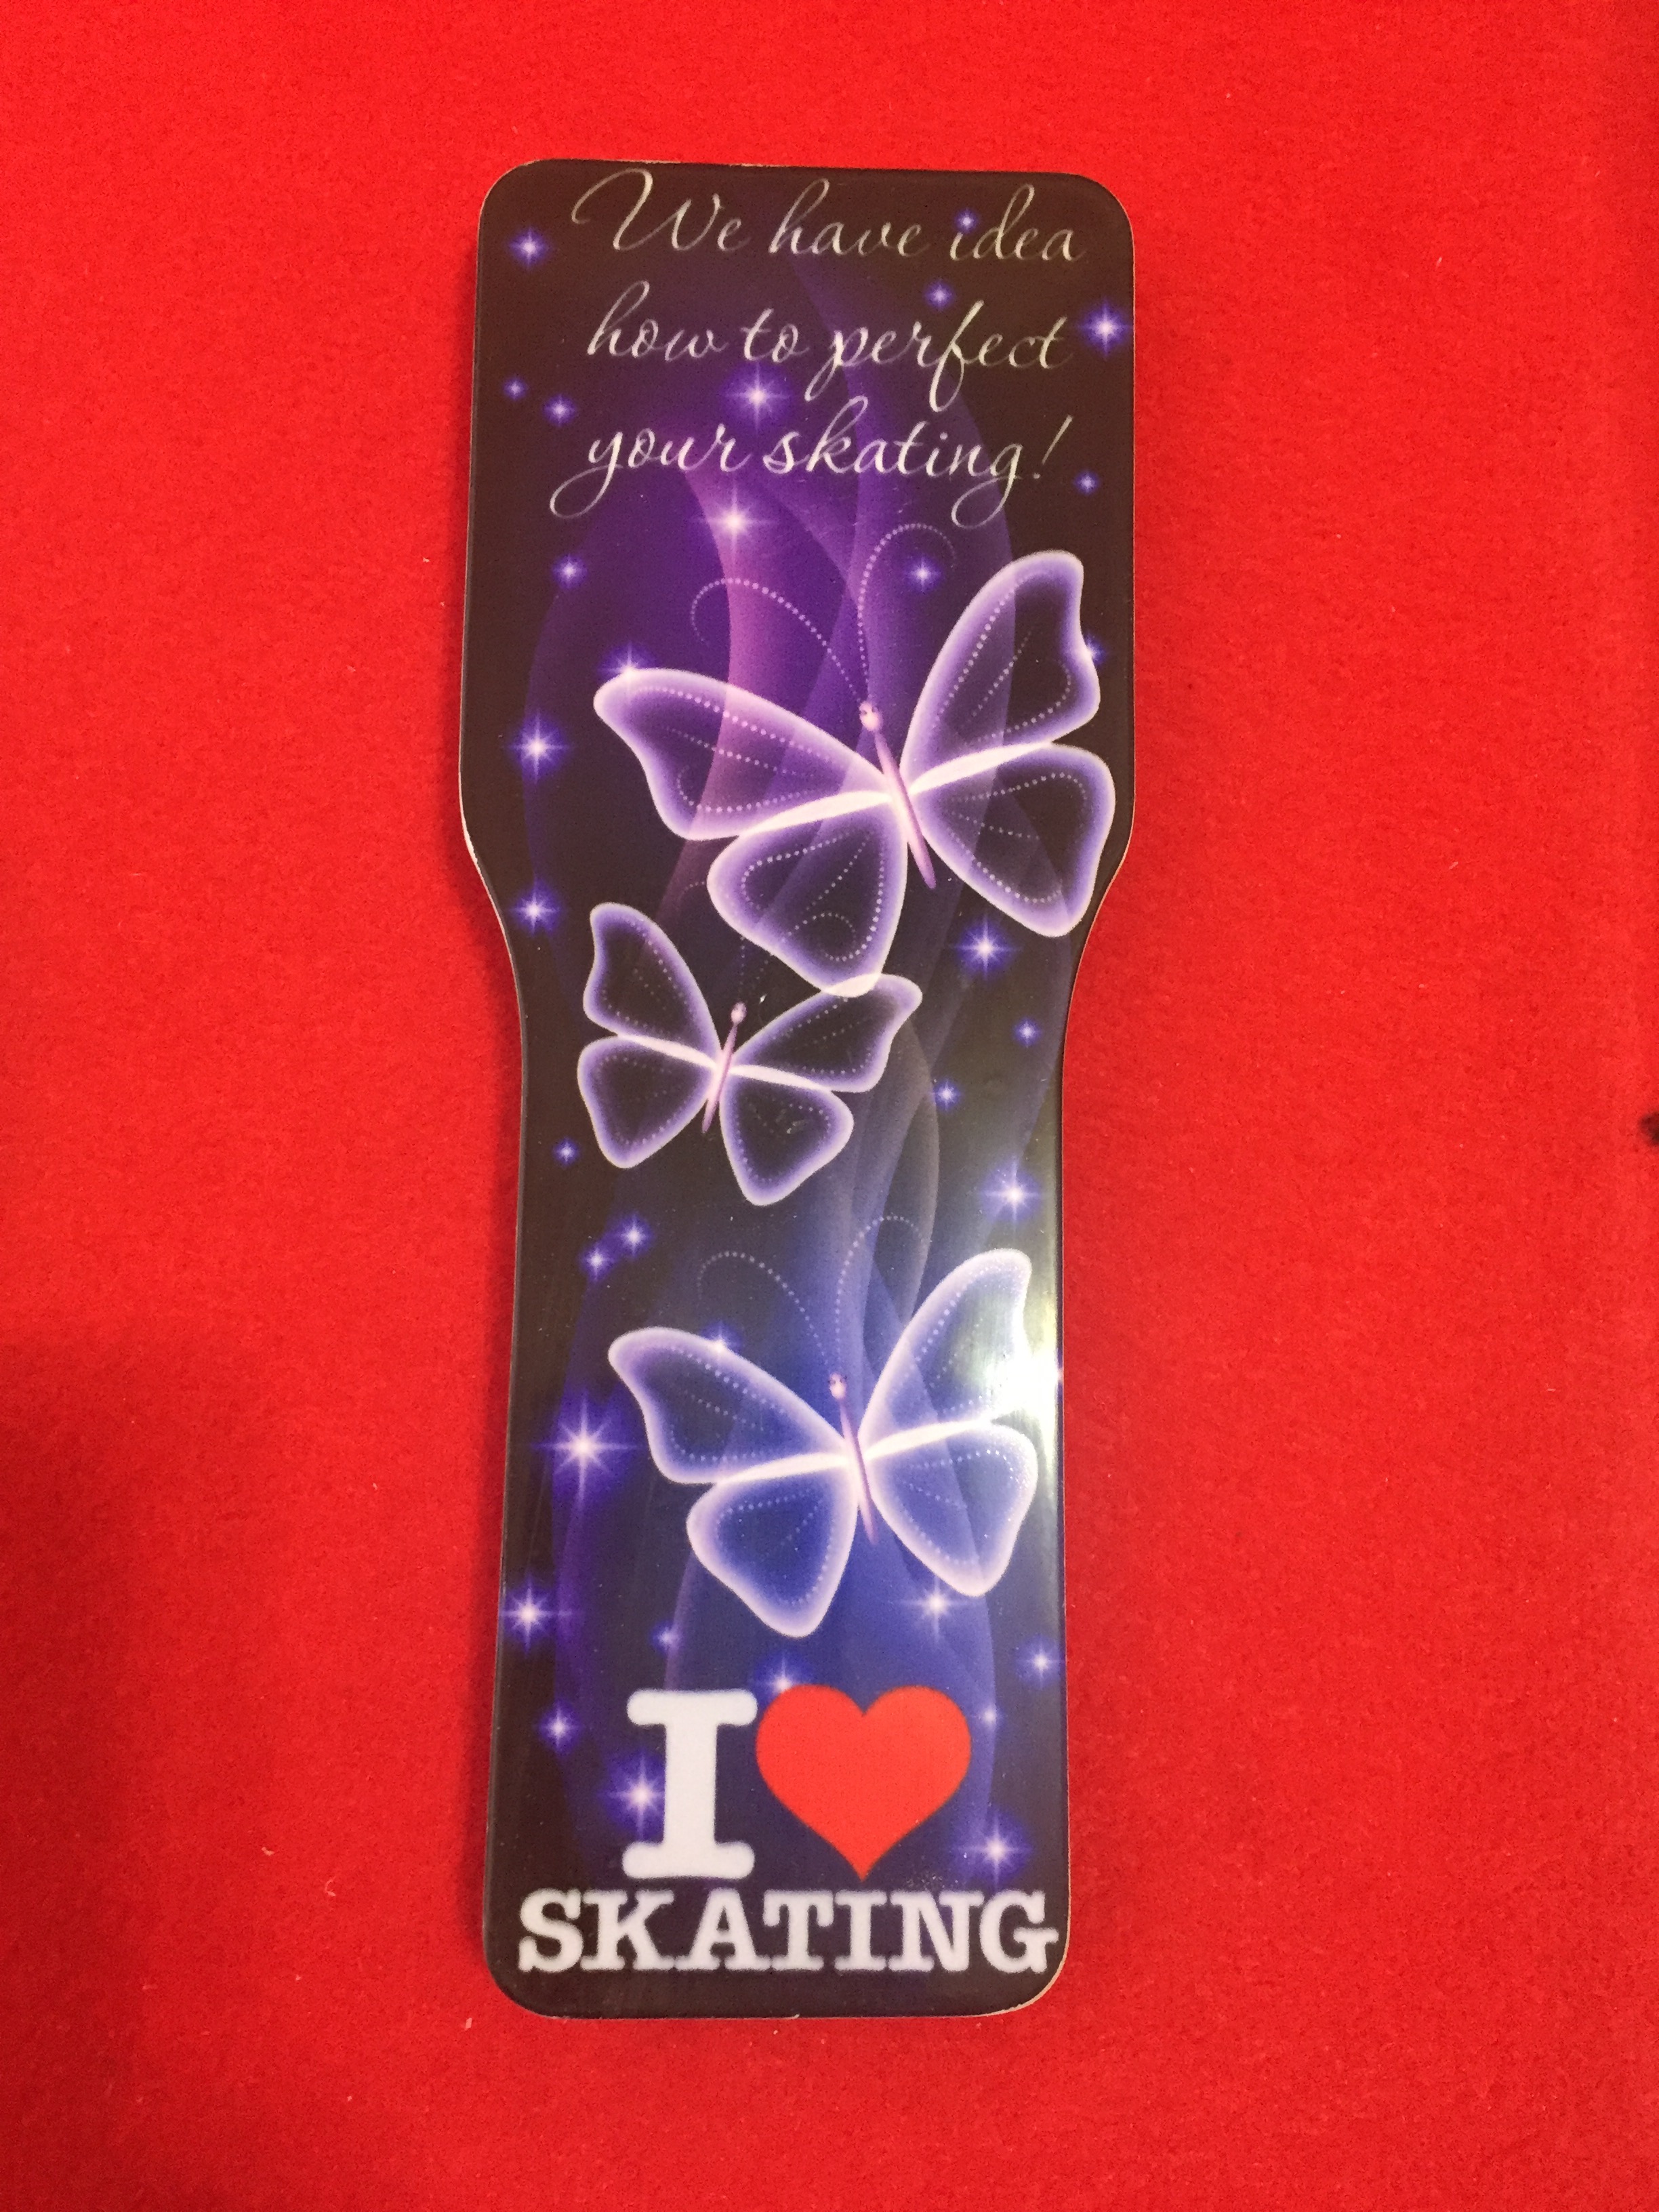 We have idea
how to perfect
your skating!
I ❤
SKATING